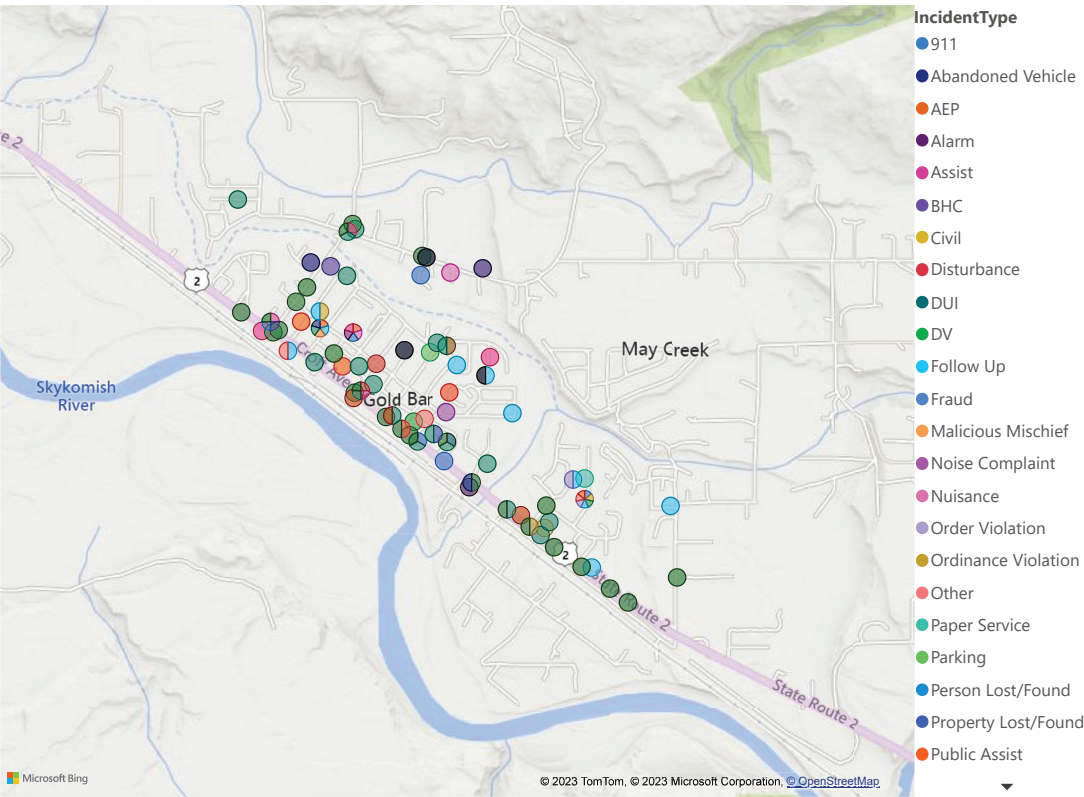 IncidentType
911
Abandoned Vehicle
AEP
Alarm
Assist
BHC
Civil
Disturbance
DUI
DV
Follow Up
Fraud
Malicious Mischief
Noise Complaint
Nuisance
Order Violation
Ordinance Violation
Other
Paper Service
Parking
Person Lost/Found
Property Lost/Found
Public Assist
e 2
2
May Creek
Skykomish
River
Gold Bar
2
State Route 2
State Route 2
Microsoft Bing
© 2023 TomTom, © 2023 Microsoft Corporation, © OpenStreetMap